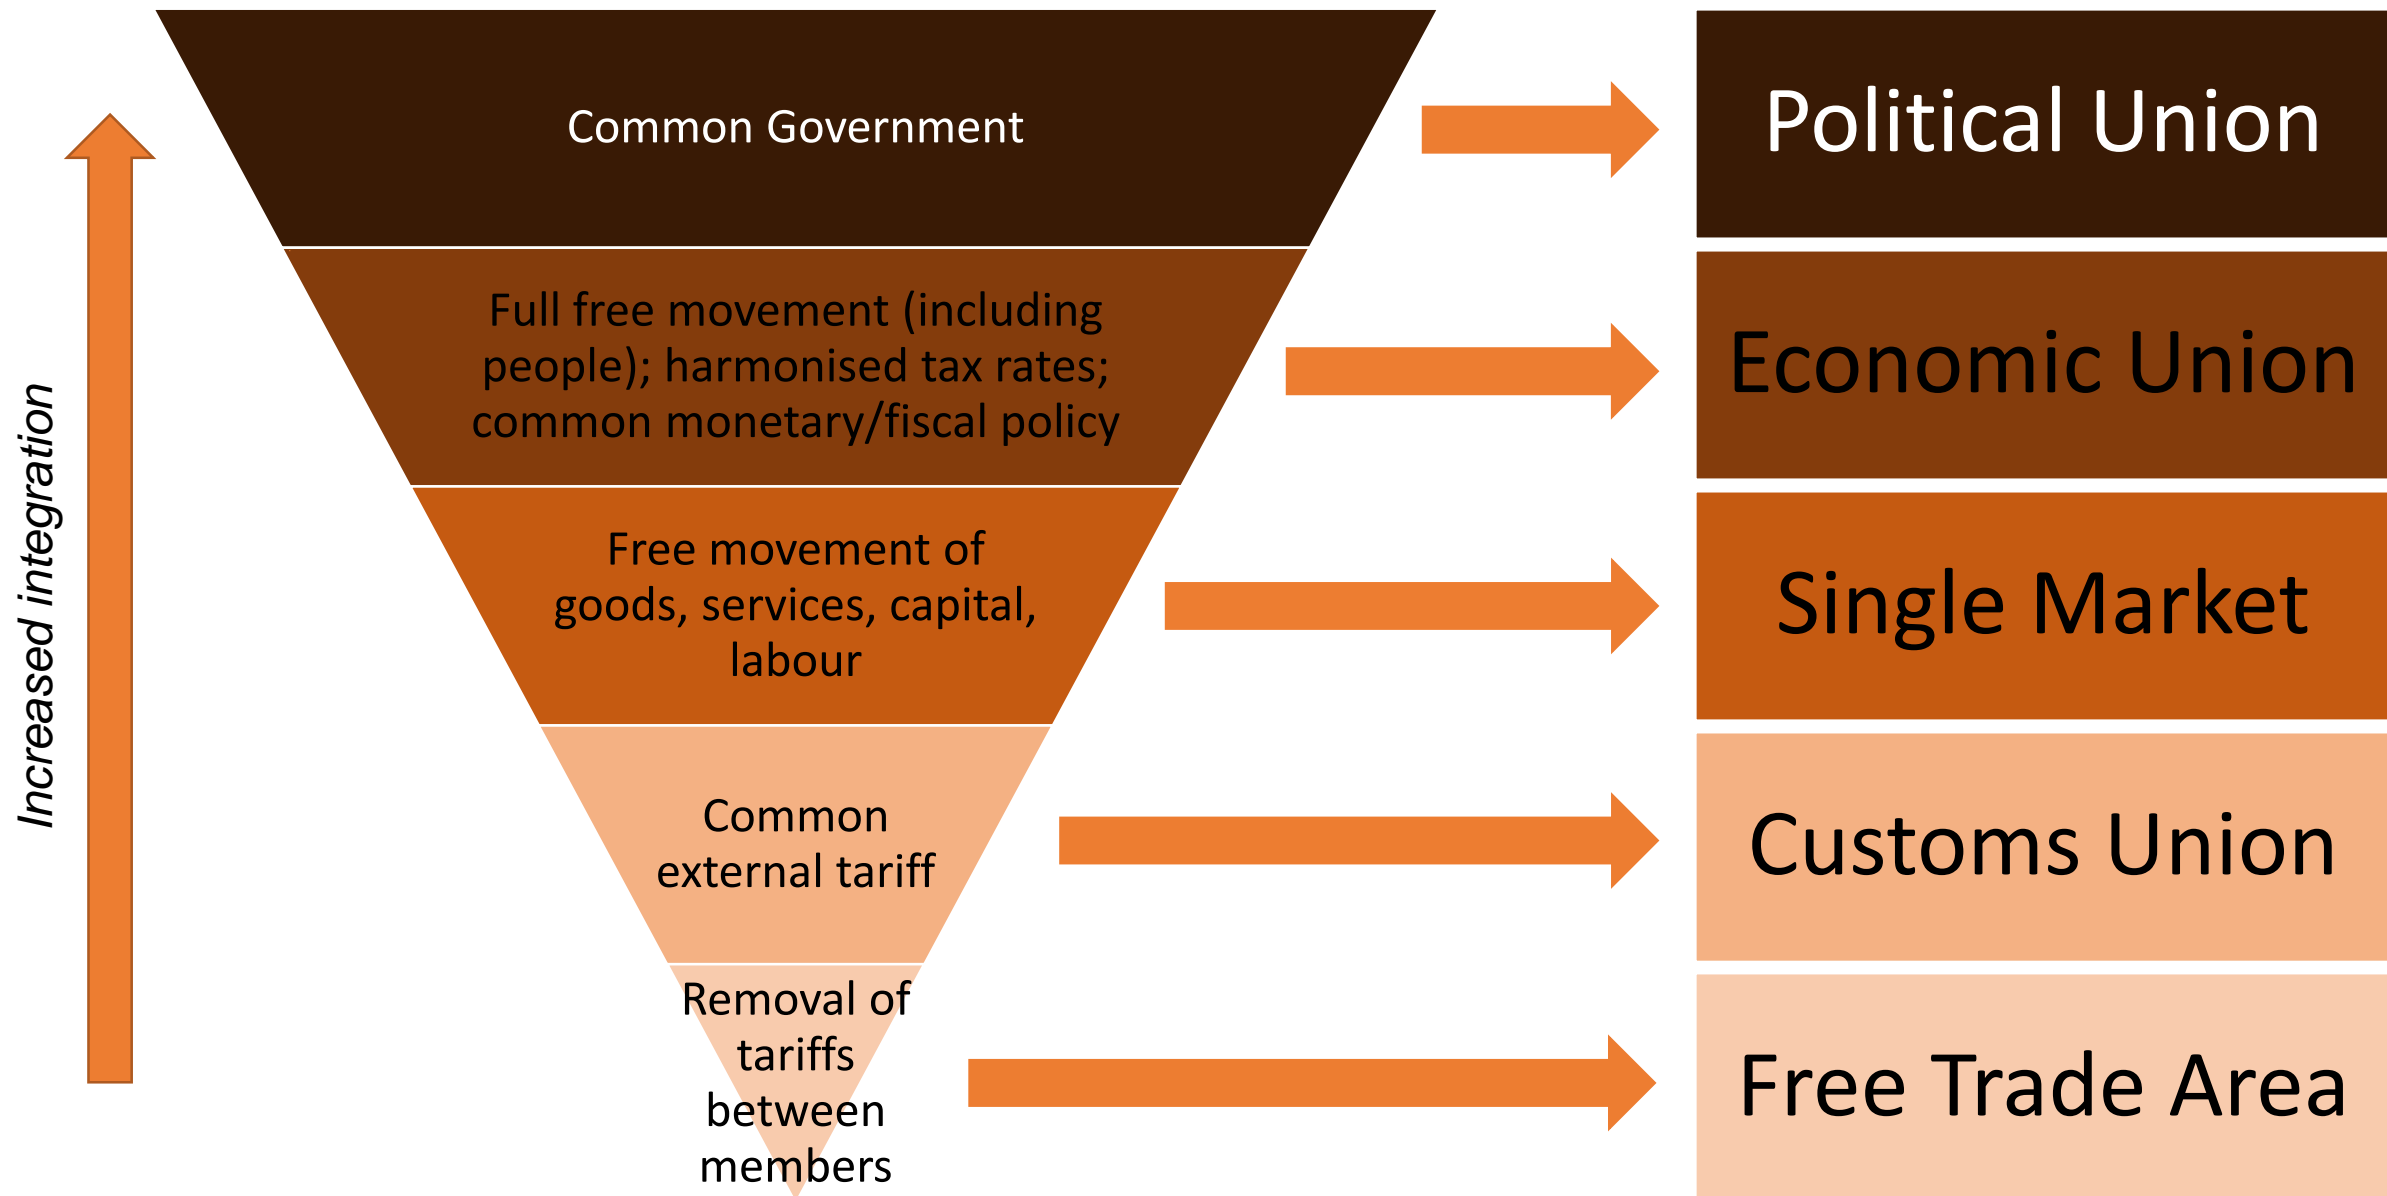 Increased integration
Common Government
Political Union
Full free movement (including
people); harmonised tax rates;
common monetary/fiscal policy
Economic Union
Free movement of
goods, services, capital,
labour
Single Market
Common
external tariff
Customs Union
Removal of
tariffs
between
members
Free Trade Area